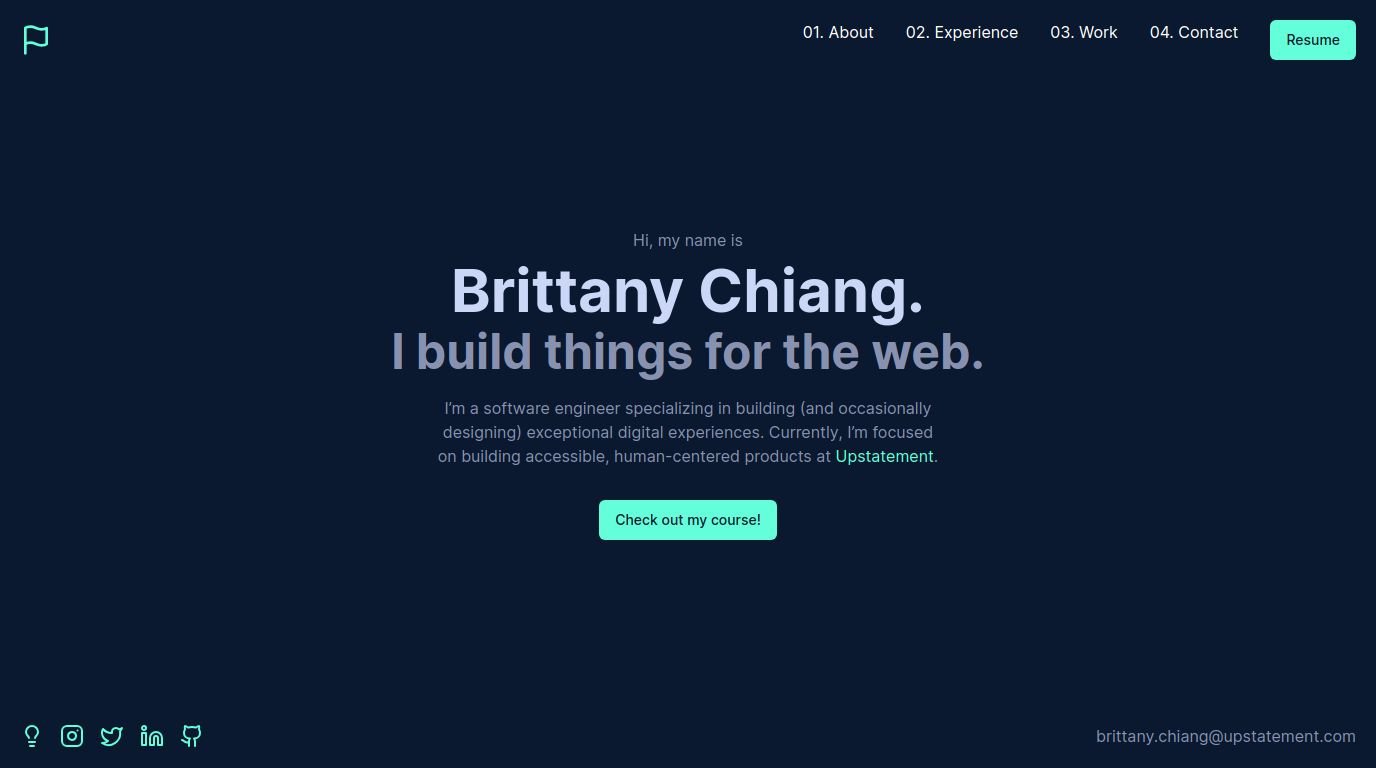 01. About
02. Experience
03. Work
04. Contact
Resume
Hi, my name is
Brittany Chiang.
I build things for the web.
I’m a software engineer specializing in building (and occasionally
designing) exceptional digital experiences. Currently, I’m focused
on building accessible, human-centered products at Upstatement.
Check out my course!
brittany.chiang@upstatement.com